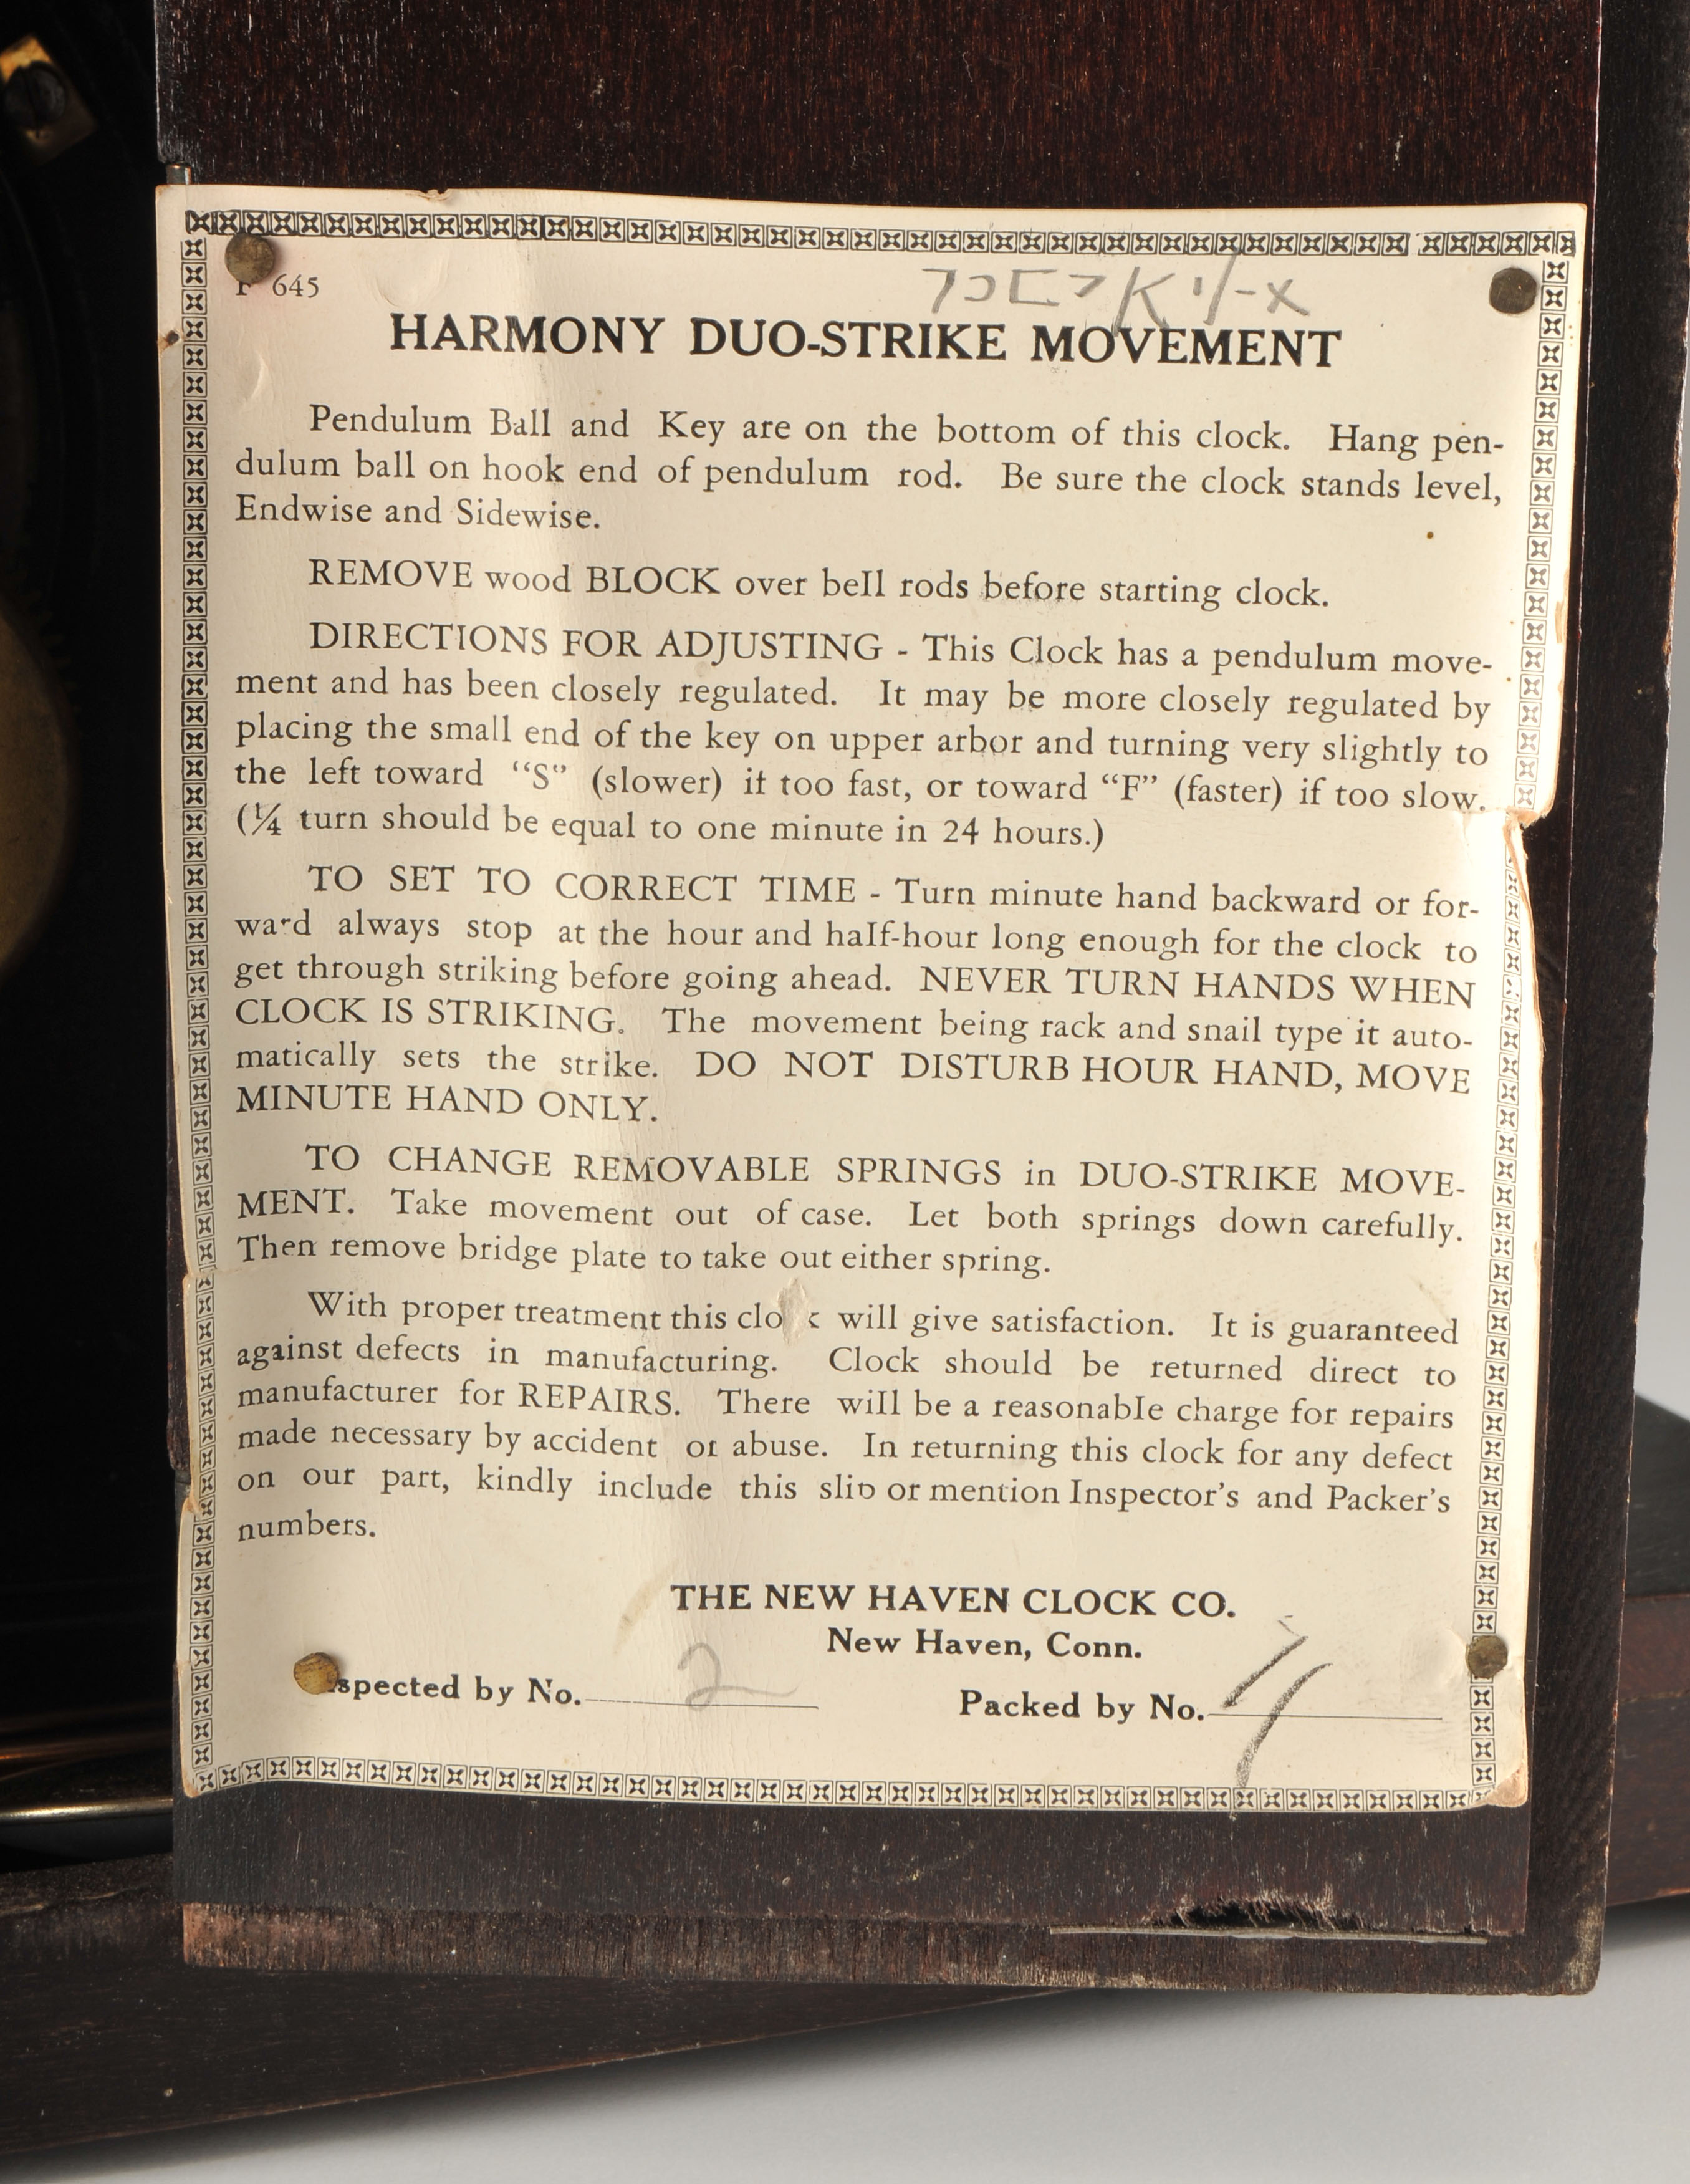 645
HARMONY DUO-STRIKE MOVEMENT
Pendulum Ball and Key are on the bottom of this clock. Hang pen-
dulum ball on hook end of pendulum rod. Be sure the clock stands level,
Endwise and Sidewise.
REMOVE wood BLOCK over bell rods before starting clock.
DIRECTIONS FOR ADJUSTING - This Clock has a pendulum move-
ment and has been closely regulated. It may be more closely regulated by
placing the small end of the key on upper arbor and turning very slightly to
the left toward “S” (slower) if too fast, or toward “F” (faster) if too slow.
(¼ turn should be equal to one minute in 24 hours.)
TO SET TO CORRECT TIME - Turn minute hand backward or for-
ward always stop at the hour and half-hour long enough for the clock to
get through striking before going ahead. NEVER TURN HANDS WHEN
CLOCK IS STRIKING. The movement being rack and snail type it auto-
matically sets the strike. DO NOT DISTURB HOUR HAND, MOVE
MINUTE HAND ONLY.
TO CHANGE REMOVABLE SPRINGS in DUO-STRIKE MOVE-
MENT. Take movement out of case. Let both springs down carefully.
Then remove bridge plate to take out either spring.
With proper treatment this clock will give satisfaction. It is guaranteed
against defects in manufacturing. Clock should be returned direct to
manufacturer for REPAIRS. There will be a reasonable charge for repairs
made necessary by accident or abuse. In returning this clock for any defect
on our part, kindly include this slip or mention Inspector's and Packer's
numbers.
THE NEW HAVEN CLOCK CO.
New Haven, Conn.
spected by No. 2 Packed by No. 4